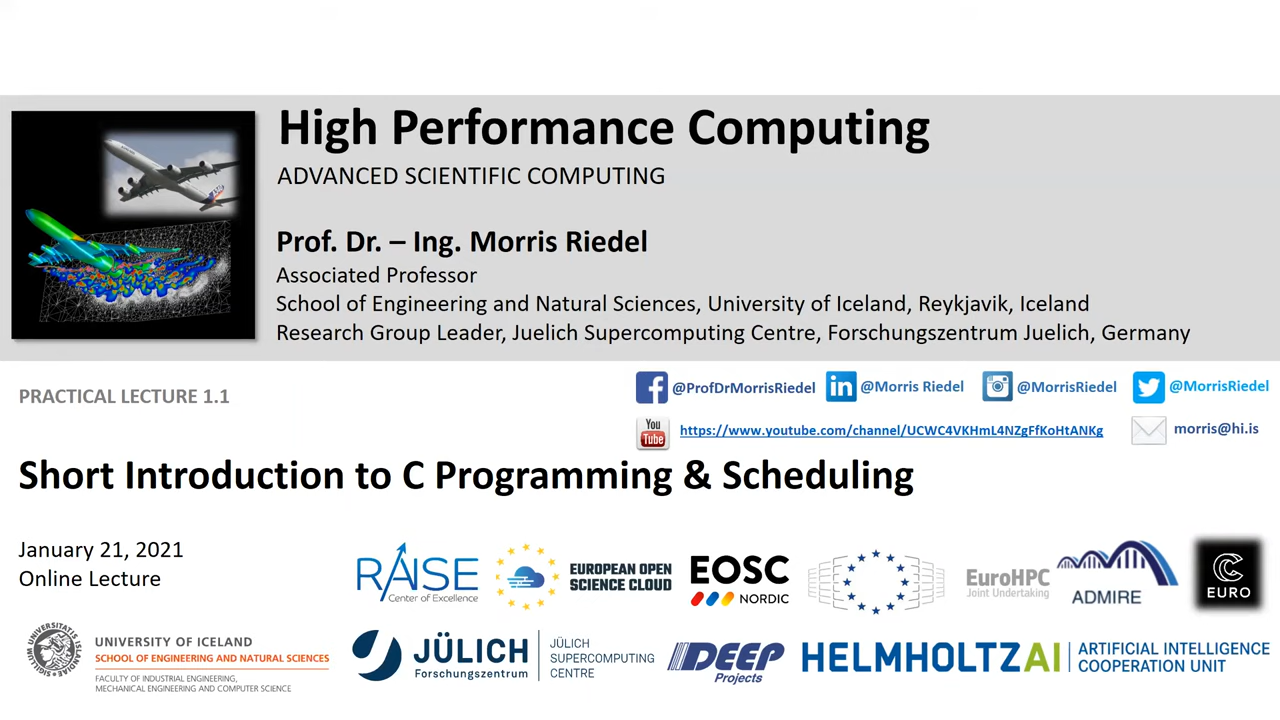 High Performance Computing
ADVANCED SCIENTIFIC COMPUTING
Prof. Dr. – Ing. Morris Riedel
Associated Professor
School of Engineering and Natural Sciences, University of Iceland, Reykjavik, Iceland
Research Group Leader, Juelich Supercomputing Centre, Forschungszentrum Juelich, Germany
PRACTICAL LECTURE 1.1
@ProfDrMorrisRiedel
@Morris Riedel
@MorrisRiedel
@MorrisRiedel
You
Tube
https://www.youtube.com/channel/UCWC4VKHmL4NZgFfKoHtANKg
morris@hi.is
Short Introduction to C Programming & Scheduling
January 21, 2021
Online Lecture
RAISE
Center of Excellence
EUROPEAN OPEN
SCIENCE CLOUD
EOSC
NORDIC
EuroHPC
Joint Undertaking
ADMIRE
EURO
UNIVERSITY OF ICELAND
SCHOOL OF ENGINEERING AND NATURAL SCIENCES
FACULTY OF INDUSTRIAL ENGINEERING,
MECHANICAL ENGINEERING AND COMPUTER SCIENCE
JÜLICH
Forschungszentrum
JÜLICH
SUPERCOMPUTING
CENTRE
DEEP
Projects
HELMHOLTZAI
ARTIFICIAL INTELLIGENCE
COOPERATION UNIT